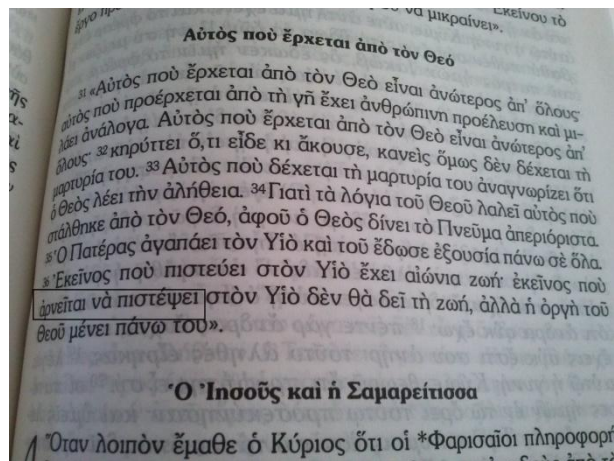 έργο πρ
να μικραίνει». Ἐκείνου τὸ
Αὐτὸς ποὺ ἔρχεται ἀπὸ τὸν Θεό
31 «Αὐτὸς ποὺ ἔρχεται ἀπὸ τὸν Θεὸ εἶναι ἀνώτερος ἀπ' ὅλους·
αὐτὸς ποὺ προέρχεται ἀπὸ τὴ γῆ ἔχει ἀνθρώπινη προέλευση καὶ μι-
λάει ἀνάλογα. Αὐτὸς ποὺ ἔρχεται ἀπὸ τὸν Θεὸ εἶναι ἀνώτερος ἀπ'
ὅλους· 32 κηρύττει ὅ,τι εἶδε κι ἄκουσε, κανεὶς ὅμως δὲν δέχεται τὴ
μαρτυρία του. 33 Αὐτὸς ποὺ δέχεται τὴ μαρτυρία του ἀναγνωρίζει ὅτι
ὁ Θεὸς λέει τὴν ἀλήθεια. 34 Γιατὶ τὰ λόγια τοῦ Θεοῦ λαλεῖ αὐτὸς ποὺ
στάλθηκε ἀπὸ τὸν Θεό, ἀφοῦ ὁ Θεὸς δίνει τὸ Πνεῦμα ἀπεριόριστα.
35 Ὁ Πατέρας ἀγαπάει τὸν Υἱὸ καὶ τοῦ ἔδωσε ἐξουσία πάνω σὲ ὅλα.
36 Ἐκεῖνος ποὺ πιστεύει στὸν Υἱὸ ἔχει αἰώνια ζωή· ἐκεῖνος ποὺ
ἀρνεῖται νὰ πιστέψει στὸν Υἱὸ δὲν θὰ δεῖ τὴ ζωή, ἀλλὰ ἡ ὀργὴ τοῦ
Θεοῦ μένει πάνω του».
Ὁ Ἰησοῦς καὶ ἡ Σαμαρείτισσα
4 Ὅταν λοιπὸν ἔμαθε ὁ Κύριος ὅτι οἱ *Φαρισαῖοι πληροφορή